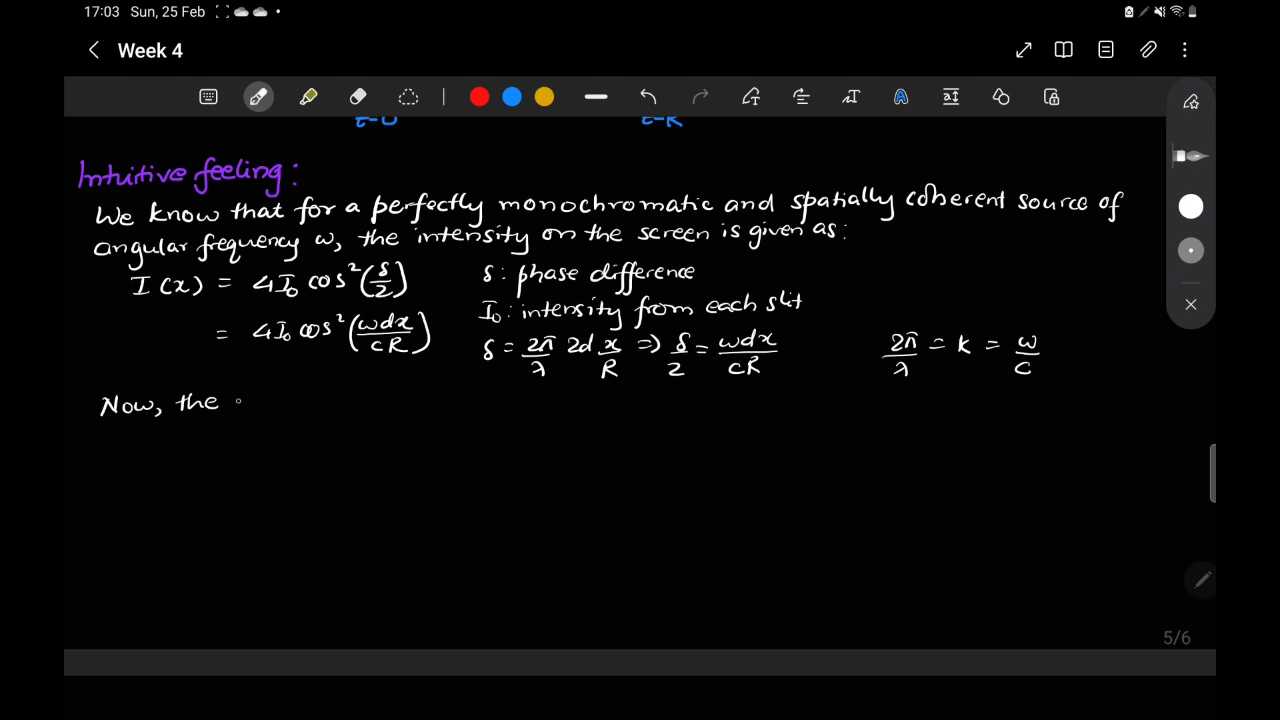 17:03 Sun, 25 Feb
Week 4
Intuitive feeling:
We know that for a perfectly monochromatic and spatially coherent source of
angular frequency ω, the intensity on the screen is given as:
I(x) = 4I₀ cos²(δ/2) δ: phase difference
I₀: intensity from each slit
= 4I₀ cos²(ωdx/cR) δ = 2π/λ 2d x/R ⇒ δ/2 = ωdx/cR 2π/λ = k = ω/c
Now, the
5/6